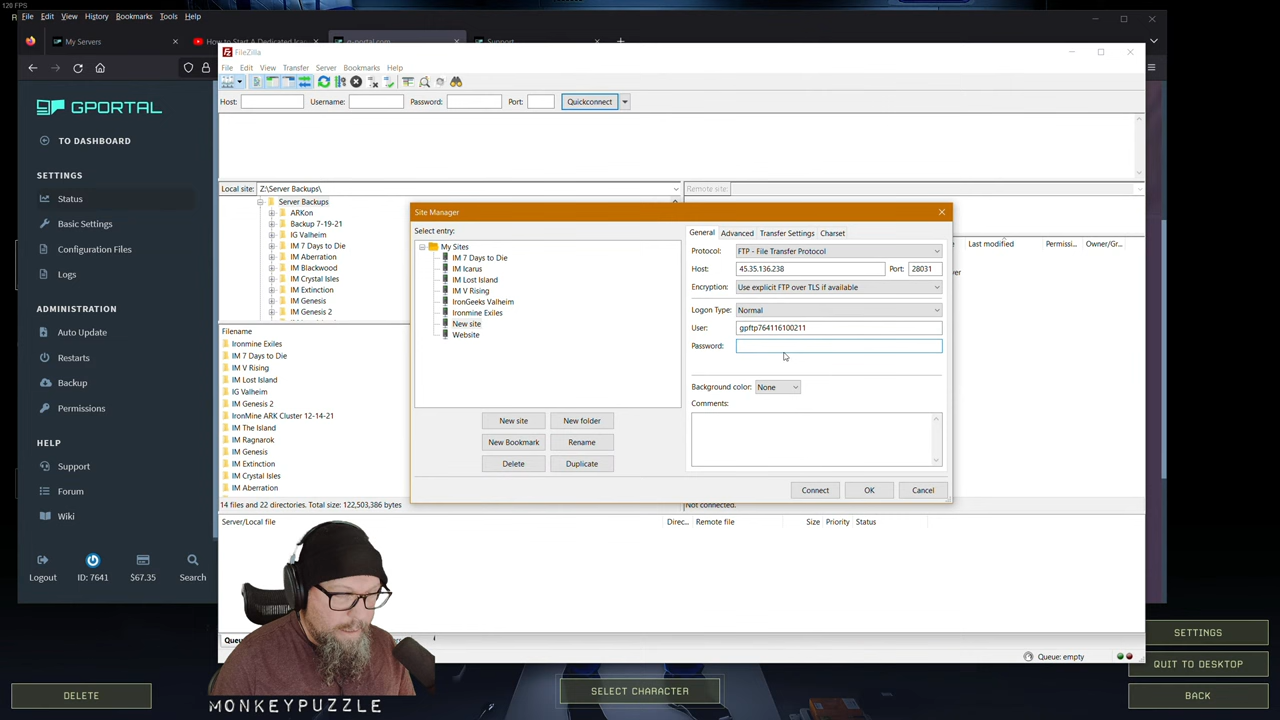 120 FPS
File Edit View History Bookmarks Tools Help
My Servers
How to Start A Dedicated Ica
g-portal.com
Support
FileZilla
File Edit View Transfer Server Bookmarks Help
Host: Username: Password: Port: Quickconnect
GPORTAL
TO DASHBOARD
SETTINGS
Status
Basic Settings
Configuration Files
Logs
ADMINISTRATION
Auto Update
Restarts
Backup
Permissions
HELP
Support
Forum
Wiki
Logout ID: 7641 $67.35 Search
Local site: Z:\Server Backups\
Remote site:
Server Backups
ARKon
Backup 7-19-21
IG Valheim
IM 7 Days to Die
IM Aberration
IM Blackwood
IM Crystal Isles
IM Extinction
IM Genesis
IM Genesis 2
Filename
Ironmine Exiles
IM 7 Days to Die
IM V Rising
IM Lost Island
IG Valheim
IM Genesis 2
IronMine ARK Cluster 12-14-21
IM The Island
IM Ragnarok
IM Genesis
IM Extinction
IM Crystal Isles
IM Aberration
14 files and 22 directories. Total size: 122,503,386 bytes
Not connected.
Last modified Permissi... Owner/Gr...
Site Manager
Select entry:
My Sites
IM 7 Days to Die
IM Icarus
IM Lost Island
IM V Rising
IronGeeks Valheim
Ironmine Exiles
New site
Website
New site New folder
New Bookmark Rename
Delete Duplicate
General Advanced Transfer Settings Charset
Protocol: FTP - File Transfer Protocol
Host: 45.35.136.238 Port: 28031
Encryption: Use explicit FTP over TLS if available
Logon Type: Normal
User: gpftp764116100211
Password:
Background color: None
Comments:
Connect OK Cancel
Server/Local file Direc... Remote file Size Priority Status
Queue: empty
SETTINGS
QUIT TO DESKTOP
BACK
DELETE
SELECT CHARACTER
MONKEYPUZZLE